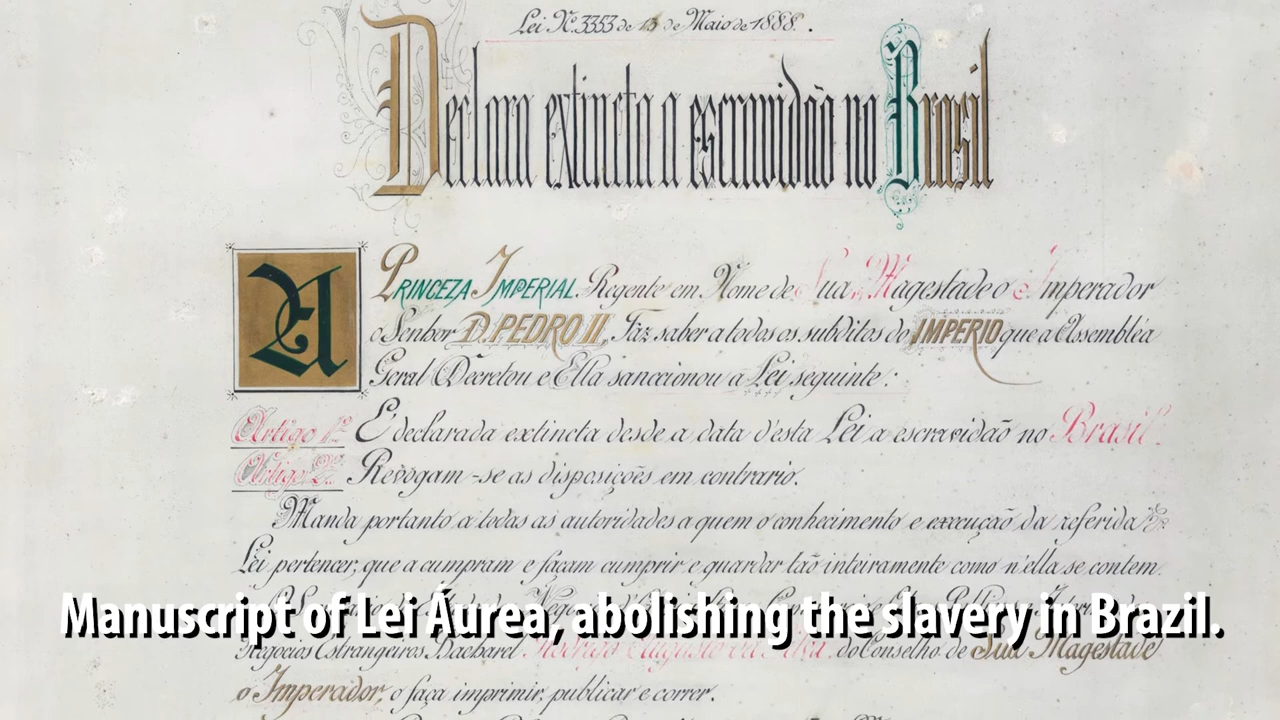 Lei Nº 3353 de 13 de Maio de 1888.
Declara extincta a escravidão no Brasil
A PRINCEZA IMPERIAL Regente em Nome de Sua Magestade o Imperador
o Senhor D. PEDRO II, Faz saber a todos os subditos do IMPERIO que a Assembléa
Geral Decretou e Ella sanccionou a Lei seguinte:
Artigo 1º É declarada extincta desde a data d'esta Lei a escravidão no Brasil.
Artigo 2º Revogam-se as disposições em contrario.
Manda portanto a todas as autoridades a quem o conhecimento e execução da referida
Lei pertencer, que a cumpram e façam cumprir e guardar tão inteiramente como n'ella se contem.
Manuscript of Lei Áurea, abolishing the slavery in Brazil.
Negocios Estrangeiros Bacharel Rodrigo Augusto da Silva do Conselho de Sua Magestade
o Imperador, o faça imprimir, publicar e correr.